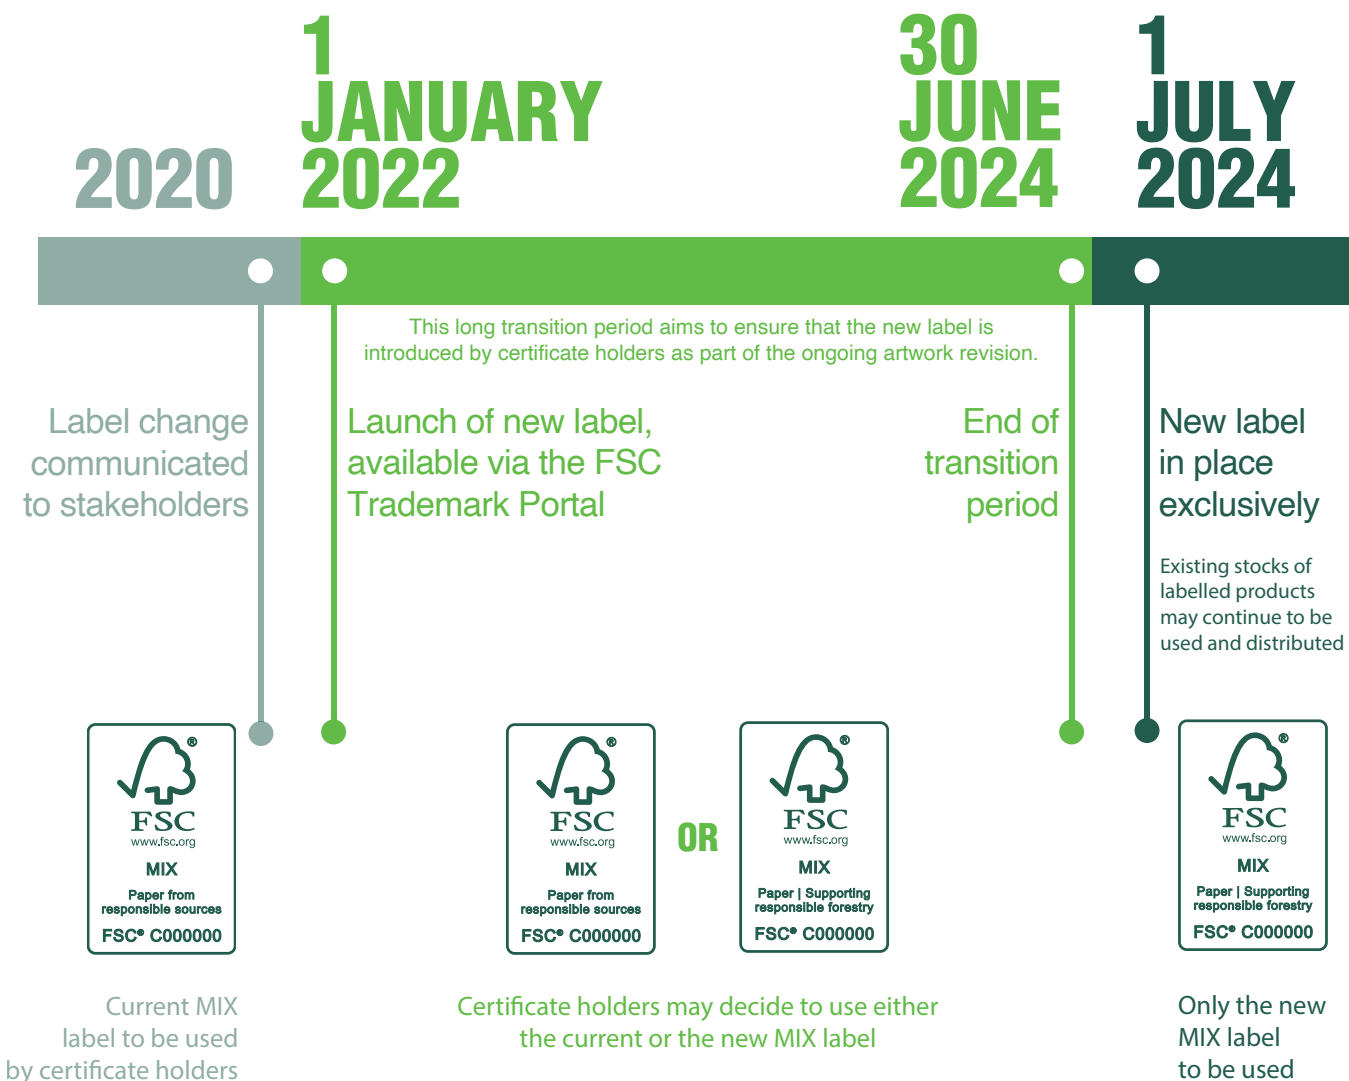 2020
1
JANUARY
2022
30
JUNE
2024
1
JULY
2024
This long transition period aims to ensure that the new label is
introduced by certificate holders as part of the ongoing artwork revision.
Label change
communicated
to stakeholders
Launch of new label,
available via the FSC
Trademark Portal
End of
transition
period
New label
in place
exclusively
Existing stocks of
labelled products
may continue to be
used and distributed
®
FSC
www.fsc.org
MIX
Paper from
responsible sources
FSC® C000000
®
FSC
www.fsc.org
MIX
Paper from
responsible sources
FSC® C000000
OR
®
FSC
www.fsc.org
MIX
Paper | Supporting
responsible forestry
FSC® C000000
®
FSC
www.fsc.org
MIX
Paper | Supporting
responsible forestry
FSC® C000000
Current MIX
label to be used
by certificate holders
Certificate holders may decide to use either
the current or the new MIX label
Only the new
MIX label
to be used